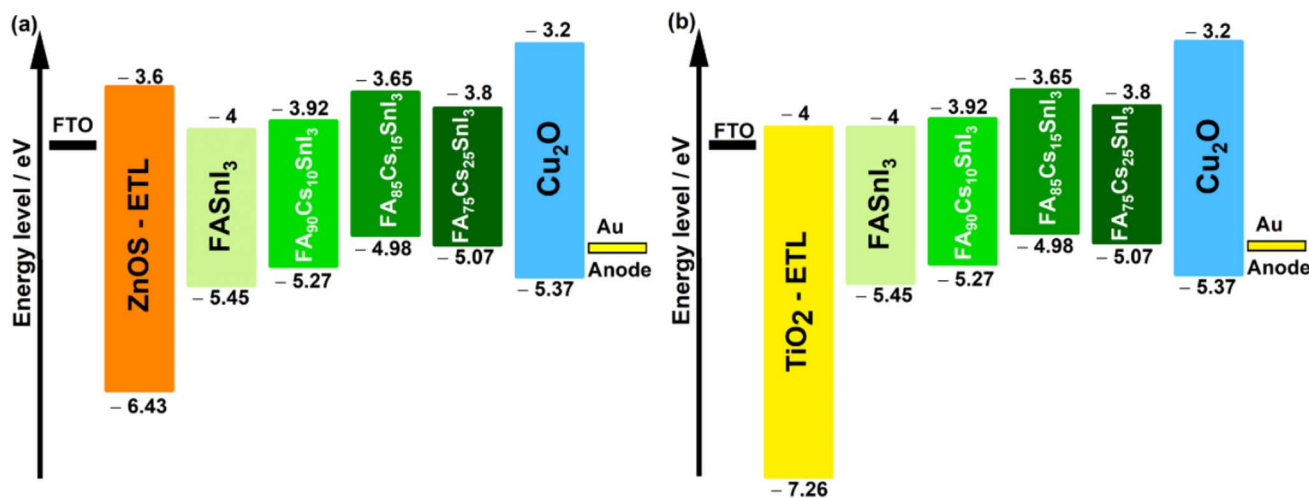 (a)
Energy level / eV
FTO
– 3.6
ZnOS - ETL
– 6.43
– 4
FASnI3
– 5.45
– 3.92
FA90Cs10SnI3
– 5.27
– 3.65
FA85Cs15SnI3
– 4.98
– 3.8
FA75Cs25SnI3
– 5.07
– 3.2
Cu2O
– 5.37
Au
Anode
(b)
Energy level / eV
FTO
– 4
TiO2 - ETL
– 7.26
– 4
FASnI3
– 5.45
– 3.92
FA90Cs10SnI3
– 5.27
– 3.65
FA85Cs15SnI3
– 4.98
– 3.8
FA75Cs25SnI3
– 5.07
– 3.2
Cu2O
– 5.37
Au
Anode